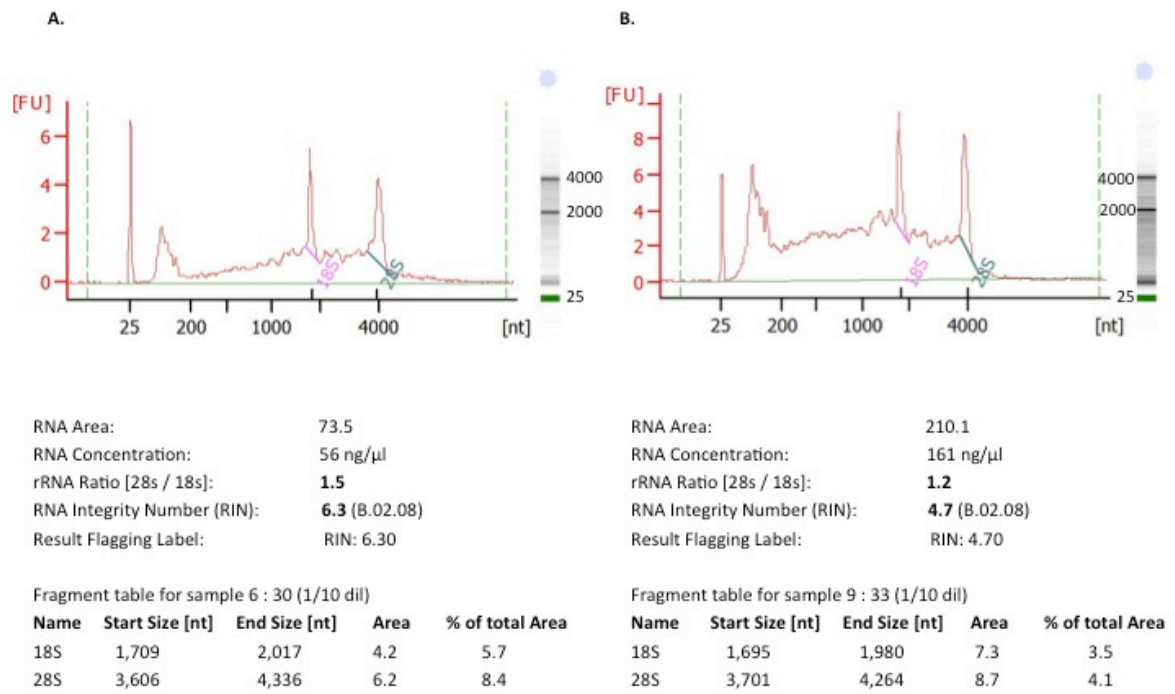 A.
[FU]
6
4
2
0
18S
28S
25 200 1000 4000 [nt]
4000
2000
25
RNA Area: 73.5
RNA Concentration: 56 ng/µl
rRNA Ratio [28s / 18s]: 1.5
RNA Integrity Number (RIN): 6.3 (B.02.08)
Result Flagging Label: RIN: 6.30
Fragment table for sample 6 : 30 (1/10 dil)
Name Start Size [nt] End Size [nt] Area % of total Area
18S 1,709 2,017 4.2 5.7
28S 3,606 4,336 6.2 8.4
B.
[FU]
8
6
4
2
0
18S
28S
25 200 1000 4000 [nt]
4000
2000
25
RNA Area: 210.1
RNA Concentration: 161 ng/µl
rRNA Ratio [28s / 18s]: 1.2
RNA Integrity Number (RIN): 4.7 (B.02.08)
Result Flagging Label: RIN: 4.70
Fragment table for sample 9 : 33 (1/10 dil)
Name Start Size [nt] End Size [nt] Area % of total Area
18S 1,695 1,980 7.3 3.5
28S 3,701 4,264 8.7 4.1